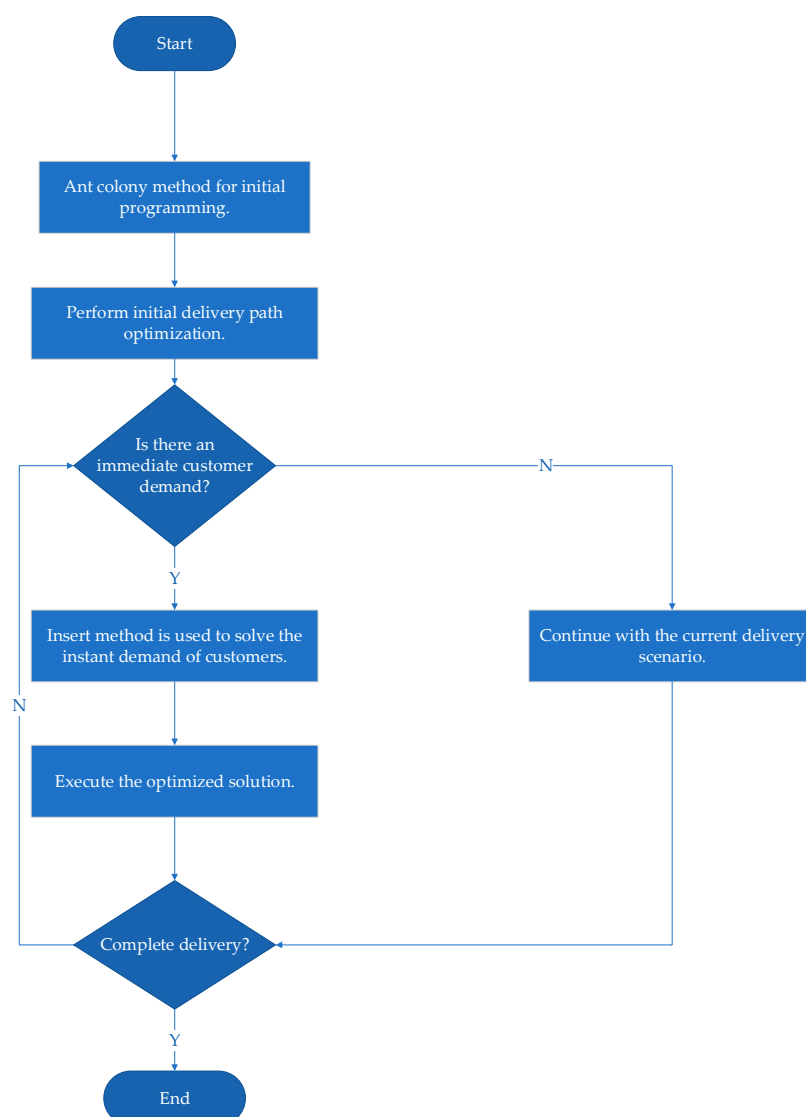 Start
Ant colony method for initial
programming.
Perform initial delivery path
optimization.
Is there an
immediate customer
demand?
N
Y
Insert method is used to solve the
instant demand of customers.
Continue with the current delivery
scenario.
N
Execute the optimized solution.
Complete delivery?
Y
End